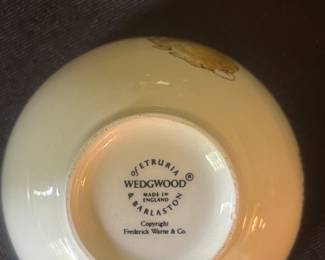 of ETRURIA
WEDGWOOD®
MADE IN
ENGLAND
& BARLASTON
Copyright
Frederick Warne & Co.